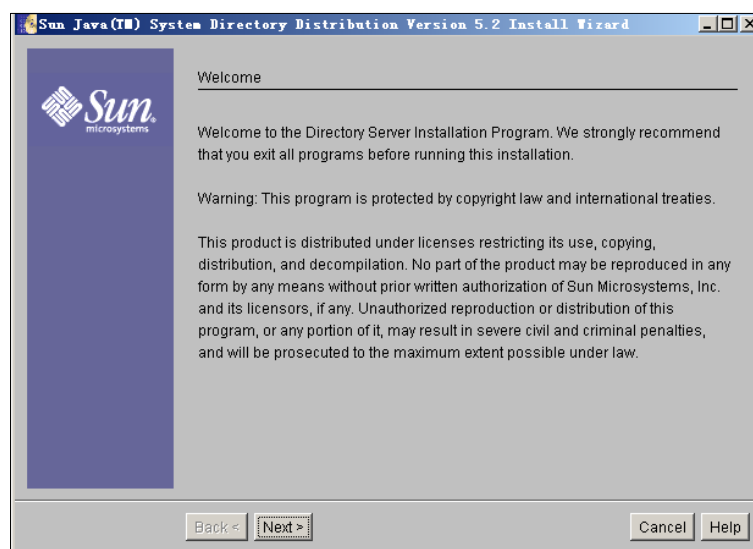 Sun Java(TM) System Directory Distribution Version 5.2 Install Wizard
Sun.
microsystems
Welcome
Welcome to the Directory Server Installation Program. We strongly recommend
that you exit all programs before running this installation.
Warning: This program is protected by copyright law and international treaties.
This product is distributed under licenses restricting its use, copying,
distribution, and decompilation. No part of the product may be reproduced in any
form by any means without prior written authorization of Sun Microsystems, Inc.
and its licensors, if any. Unauthorized reproduction or distribution of this
program, or any portion of it, may result in severe civil and criminal penalties,
and will be prosecuted to the maximum extent possible under law.
Back < Next > Cancel Help